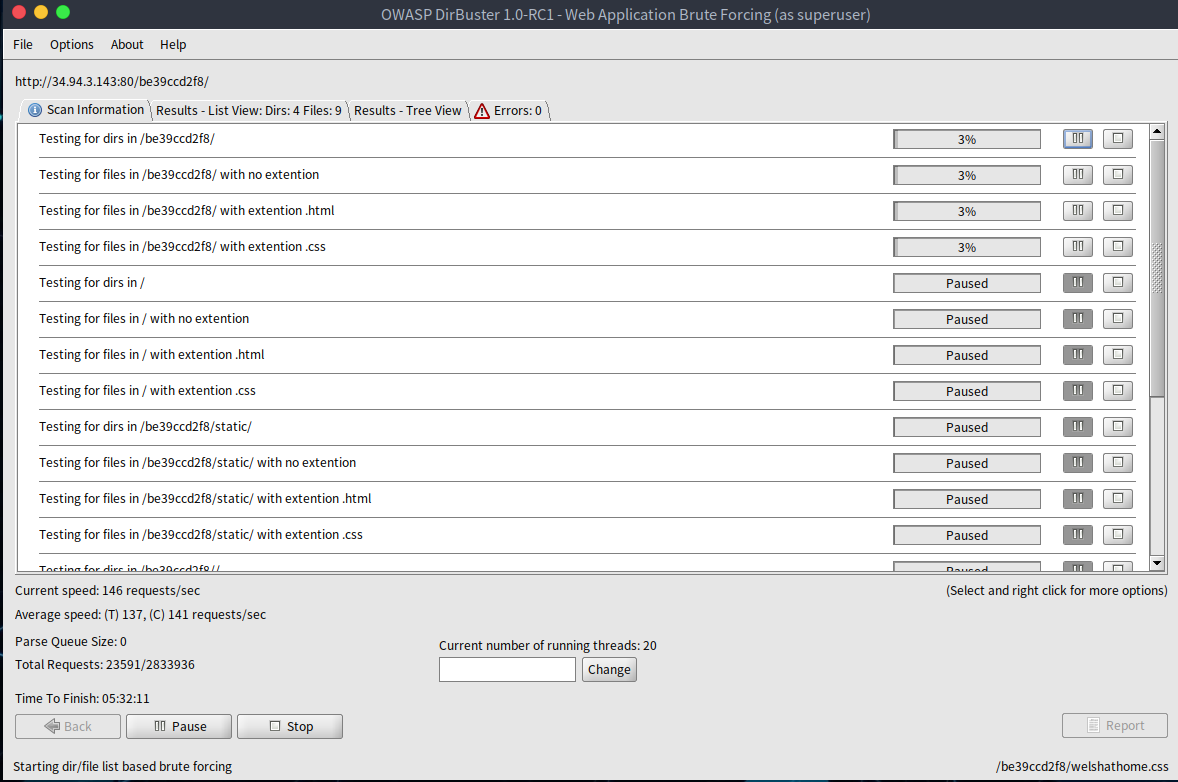 OWASP DirBuster 1.0-RC1 - Web Application Brute Forcing (as superuser)
File Options About Help
http://34.94.3.143:80/be39ccd2f8/
Scan Information Results - List View: Dirs: 4 Files: 9 Results - Tree View Errors: 0
Testing for dirs in /be39ccd2f8/ 3%
Testing for files in /be39ccd2f8/ with no extention 3%
Testing for files in /be39ccd2f8/ with extention .html 3%
Testing for files in /be39ccd2f8/ with extention .css 3%
Testing for dirs in / Paused
Testing for files in / with no extention Paused
Testing for files in / with extention .html Paused
Testing for files in / with extention .css Paused
Testing for dirs in /be39ccd2f8/static/ Paused
Testing for files in /be39ccd2f8/static/ with no extention Paused
Testing for files in /be39ccd2f8/static/ with extention .html Paused
Testing for files in /be39ccd2f8/static/ with extention .css Paused
Testing for dirs in /be39ccd2f8// Paused
Current speed: 146 requests/sec (Select and right click for more options)
Average speed: (T) 137, (C) 141 requests/sec
Parse Queue Size: 0 Current number of running threads: 20
Total Requests: 23591/2833936 Change
Time To Finish: 05:32:11
Back Pause Stop Report
Starting dir/file list based brute forcing /be39ccd2f8/welshathome.css